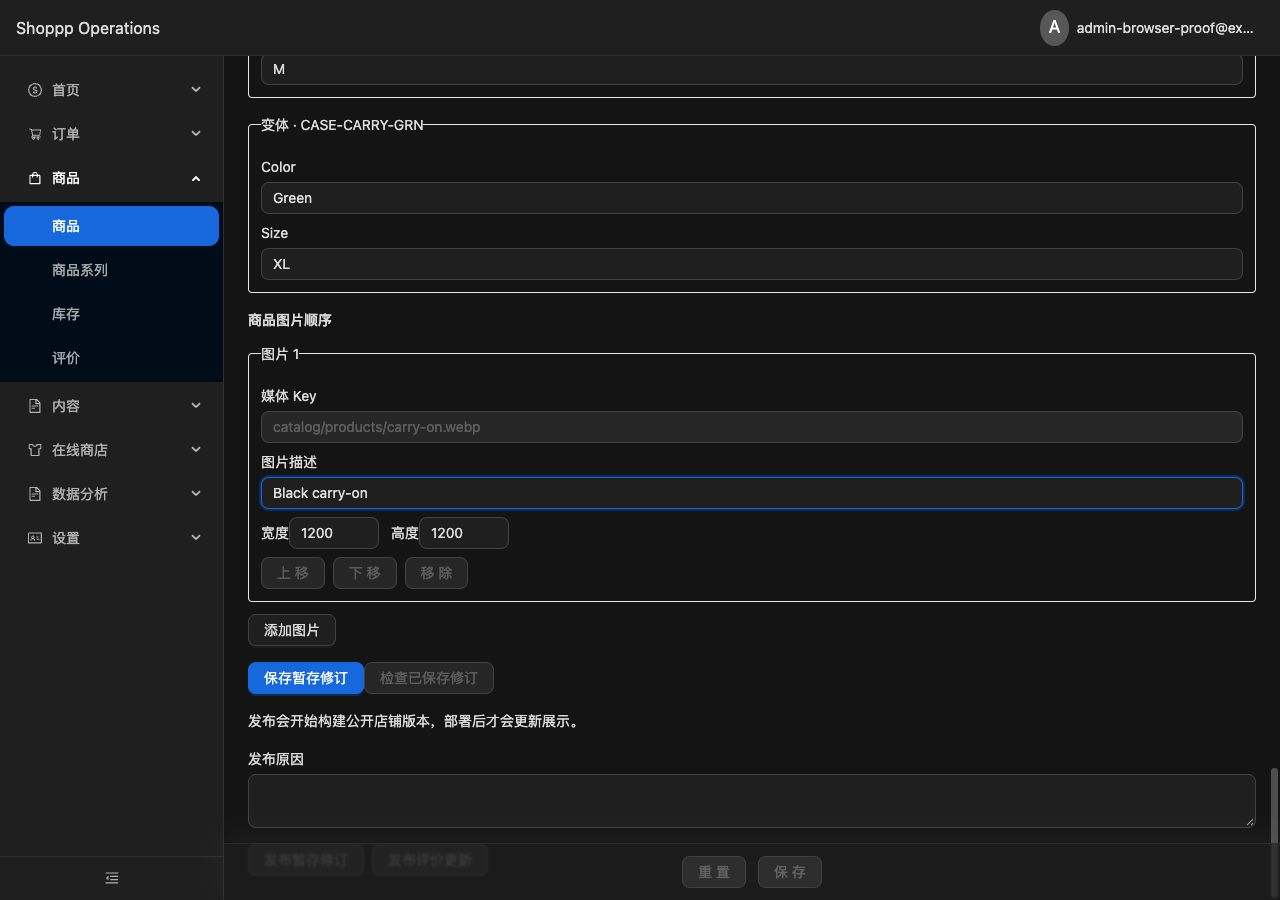 Shoppp Operations
A admin-browser-proof@ex...
首页
订单
商品
商品
商品系列
库存
评价
内容
在线商店
数据分析
设置
M
变体 · CASE-CARRY-GRN
Color
Green
Size
XL
商品图片顺序
图片 1
媒体 Key
catalog/products/carry-on.webp
图片描述
Black carry-on
宽度 1200 高度 1200
上移 下移 移除
添加图片
保存暂存修订 检查已保存修订
发布会开始构建公开店铺版本，部署后才会更新展示。
发布原因
发布暂存修订 发布评价更新
重置 保存